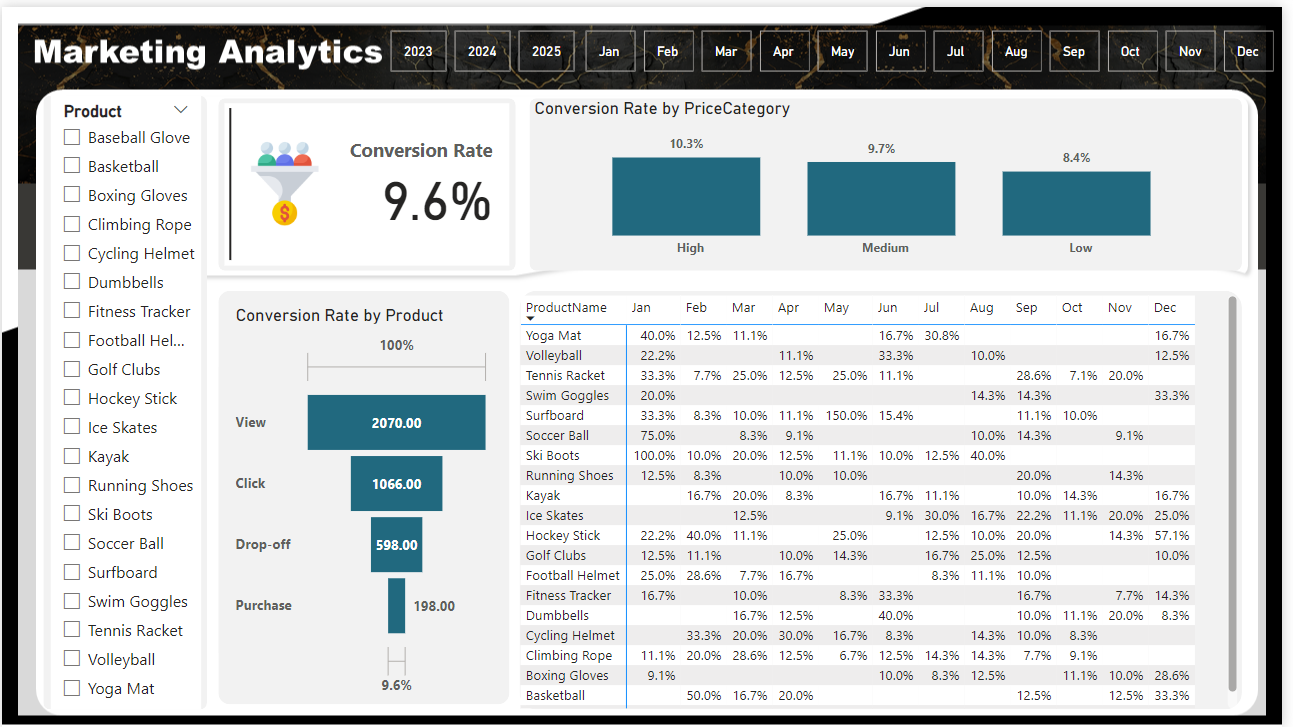 Marketing Analytics 2023 2024 2025 Jan Feb Mar Apr May Jun Jul Aug Sep Oct Nov Dec
Product
Baseball Glove
Basketball
Boxing Gloves
Climbing Rope
Cycling Helmet
Dumbbells
Fitness Tracker
Football Hel...
Golf Clubs
Hockey Stick
Ice Skates
Kayak
Running Shoes
Ski Boots
Soccer Ball
Surfboard
Swim Goggles
Tennis Racket
Volleyball
Yoga Mat
$
Conversion Rate
9.6%
Conversion Rate by PriceCategory
10.3% 9.7% 8.4%
High Medium Low
Conversion Rate by Product
100%
View 2070.00
Click 1066.00
Drop-off 598.00
Purchase 198.00
9.6%
ProductName Jan Feb Mar Apr May Jun Jul Aug Sep Oct Nov Dec
Yoga Mat 40.0% 12.5% 11.1% 16.7% 30.8% 16.7%
Volleyball 22.2% 11.1% 33.3% 10.0% 12.5%
Tennis Racket 33.3% 7.7% 25.0% 12.5% 25.0% 11.1% 28.6% 7.1% 20.0%
Swim Goggles 20.0% 14.3% 14.3% 33.3%
Surfboard 33.3% 8.3% 10.0% 11.1% 150.0% 15.4% 11.1% 10.0%
Soccer Ball 75.0% 8.3% 9.1% 10.0% 14.3% 9.1%
Ski Boots 100.0% 10.0% 20.0% 12.5% 11.1% 10.0% 12.5% 40.0%
Running Shoes 12.5% 8.3% 10.0% 10.0% 20.0% 14.3%
Kayak 16.7% 20.0% 8.3% 16.7% 11.1% 10.0% 14.3% 16.7%
Ice Skates 12.5% 9.1% 30.0% 16.7% 22.2% 11.1% 20.0% 25.0%
Hockey Stick 22.2% 40.0% 11.1% 25.0% 12.5% 10.0% 20.0% 14.3% 57.1%
Golf Clubs 12.5% 11.1% 10.0% 14.3% 16.7% 25.0% 12.5% 10.0%
Football Helmet 25.0% 28.6% 7.7% 16.7% 8.3% 11.1% 10.0%
Fitness Tracker 16.7% 10.0% 8.3% 33.3% 16.7% 7.7% 14.3%
Dumbbells 16.7% 12.5% 40.0% 10.0% 11.1% 20.0% 8.3%
Cycling Helmet 33.3% 20.0% 30.0% 16.7% 8.3% 14.3% 10.0% 8.3%
Climbing Rope 11.1% 20.0% 28.6% 12.5% 6.7% 12.5% 14.3% 14.3% 7.7% 9.1%
Boxing Gloves 9.1% 10.0% 8.3% 12.5% 11.1% 10.0% 28.6%
Basketball 50.0% 16.7% 20.0% 12.5% 12.5% 33.3%